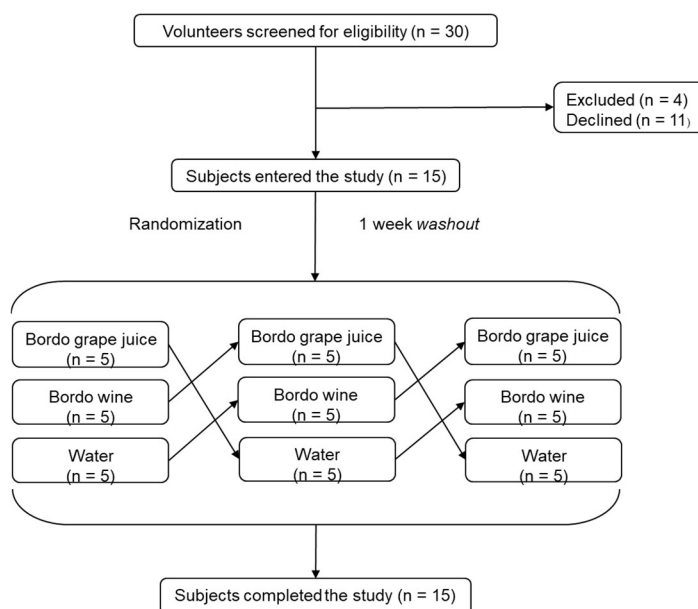 Volunteers screened for eligibility (n = 30)
Excluded (n = 4)
Declined (n = 11)
Subjects entered the study (n = 15)
Randomization
1 week washout
Bordo grape juice
(n = 5)
Bordo grape juice
(n = 5)
Bordo grape juice
(n = 5)
Bordo wine
(n = 5)
Bordo wine
(n = 5)
Bordo wine
(n = 5)
Water
(n = 5)
Water
(n = 5)
Water
(n = 5)
Subjects completed the study (n = 15)